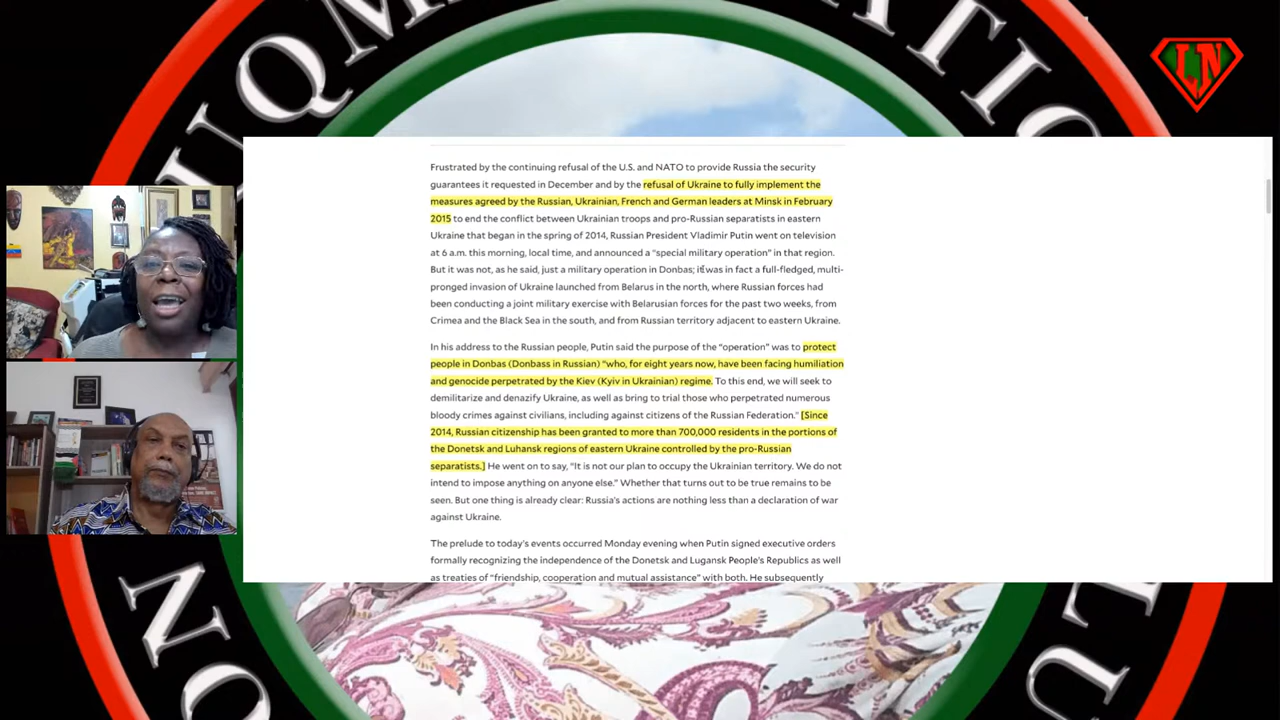 LUQMAN NATION
LN
Frustrated by the continuing refusal of the U.S. and NATO to provide Russia the security
guarantees it requested in December and by the refusal of Ukraine to fully implement the
measures agreed by the Russian, Ukrainian, French and German leaders at Minsk in February
2015 to end the conflict between Ukrainian troops and pro-Russian separatists in eastern
Ukraine that began in the spring of 2014, Russian President Vladimir Putin went on television
at 6 a.m. this morning, local time, and announced a “special military operation” in that region.
But it was not, as he said, just a military operation in Donbas; it was in fact a full-fledged, multi-
pronged invasion of Ukraine launched from Belarus in the north, where Russian forces had
been conducting a joint military exercise with Belarusian forces for the past two weeks, from
Crimea and the Black Sea in the south, and from Russian territory adjacent to eastern Ukraine.
In his address to the Russian people, Putin said the purpose of the “operation” was to protect
people in Donbas (Donbass in Russian) “who, for eight years now, have been facing humiliation
and genocide perpetrated by the Kiev (Kyiv in Ukrainian) regime. To this end, we will seek to
demilitarize and denazify Ukraine, as well as bring to trial those who perpetrated numerous
bloody crimes against civilians, including against citizens of the Russian Federation.” [Since
2014, Russian citizenship has been granted to more than 700,000 residents in the portions of
the Donetsk and Luhansk regions of eastern Ukraine controlled by the pro-Russian
separatists.] He went on to say, “It is not our plan to occupy the Ukrainian territory. We do not
intend to impose anything on anyone else.” Whether that turns out to be true remains to be
seen. But one thing is already clear: Russia’s actions are nothing less than a declaration of war
against Ukraine.
The prelude to today’s events occurred Monday evening when Putin signed executive orders
formally recognizing the independence of the Donetsk and Lugansk People’s Republics as well
as treaties of “friendship, cooperation and mutual assistance” with both. He subsequently